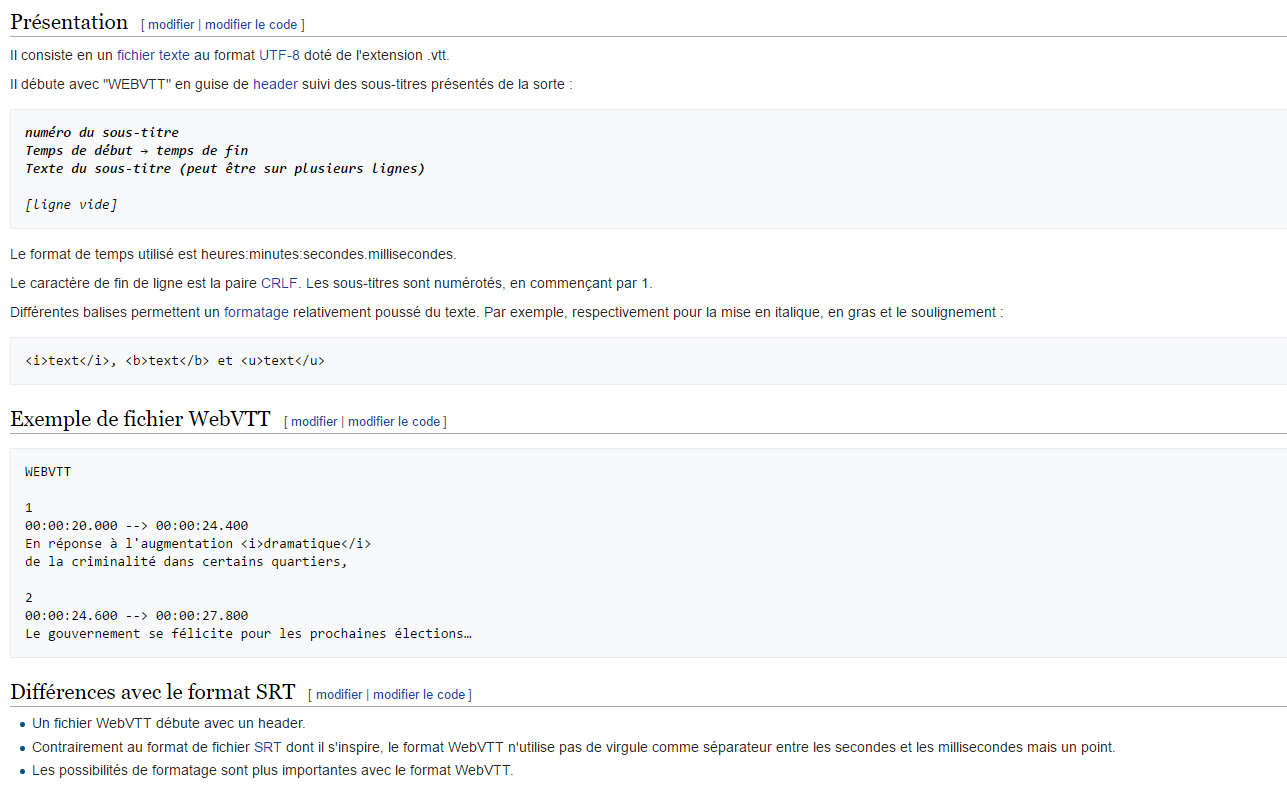 Présentation [ modifier | modifier le code ]
Il consiste en un fichier texte au format UTF-8 doté de l'extension .vtt.
Il débute avec "WEBVTT" en guise de header suivi des sous-titres présentés de la sorte :
numéro du sous-titre
Temps de début → temps de fin
Texte du sous-titre (peut être sur plusieurs lignes)
[ligne vide]
Le format de temps utilisé est heures:minutes:secondes.millisecondes.
Le caractère de fin de ligne est la paire CRLF. Les sous-titres sont numérotés, en commençant par 1.
Différentes balises permettent un formatage relativement poussé du texte. Par exemple, respectivement pour la mise en italique, en gras et le soulignement :
<i>text</i>, <b>text</b> et <u>text</u>
Exemple de fichier WebVTT [ modifier | modifier le code ]
WEBVTT
1
00:00:20.000 --> 00:00:24.400
En réponse à l'augmentation <i>dramatique</i>
de la criminalité dans certains quartiers,
2
00:00:24.600 --> 00:00:27.800
Le gouvernement se félicite pour les prochaines élections…
Différences avec le format SRT [ modifier | modifier le code ]
• Un fichier WebVTT débute avec un header.
• Contrairement au format de fichier SRT dont il s'inspire, le format WebVTT n'utilise pas de virgule comme séparateur entre les secondes et les millisecondes mais un point.
• Les possibilités de formatage sont plus importantes avec le format WebVTT.